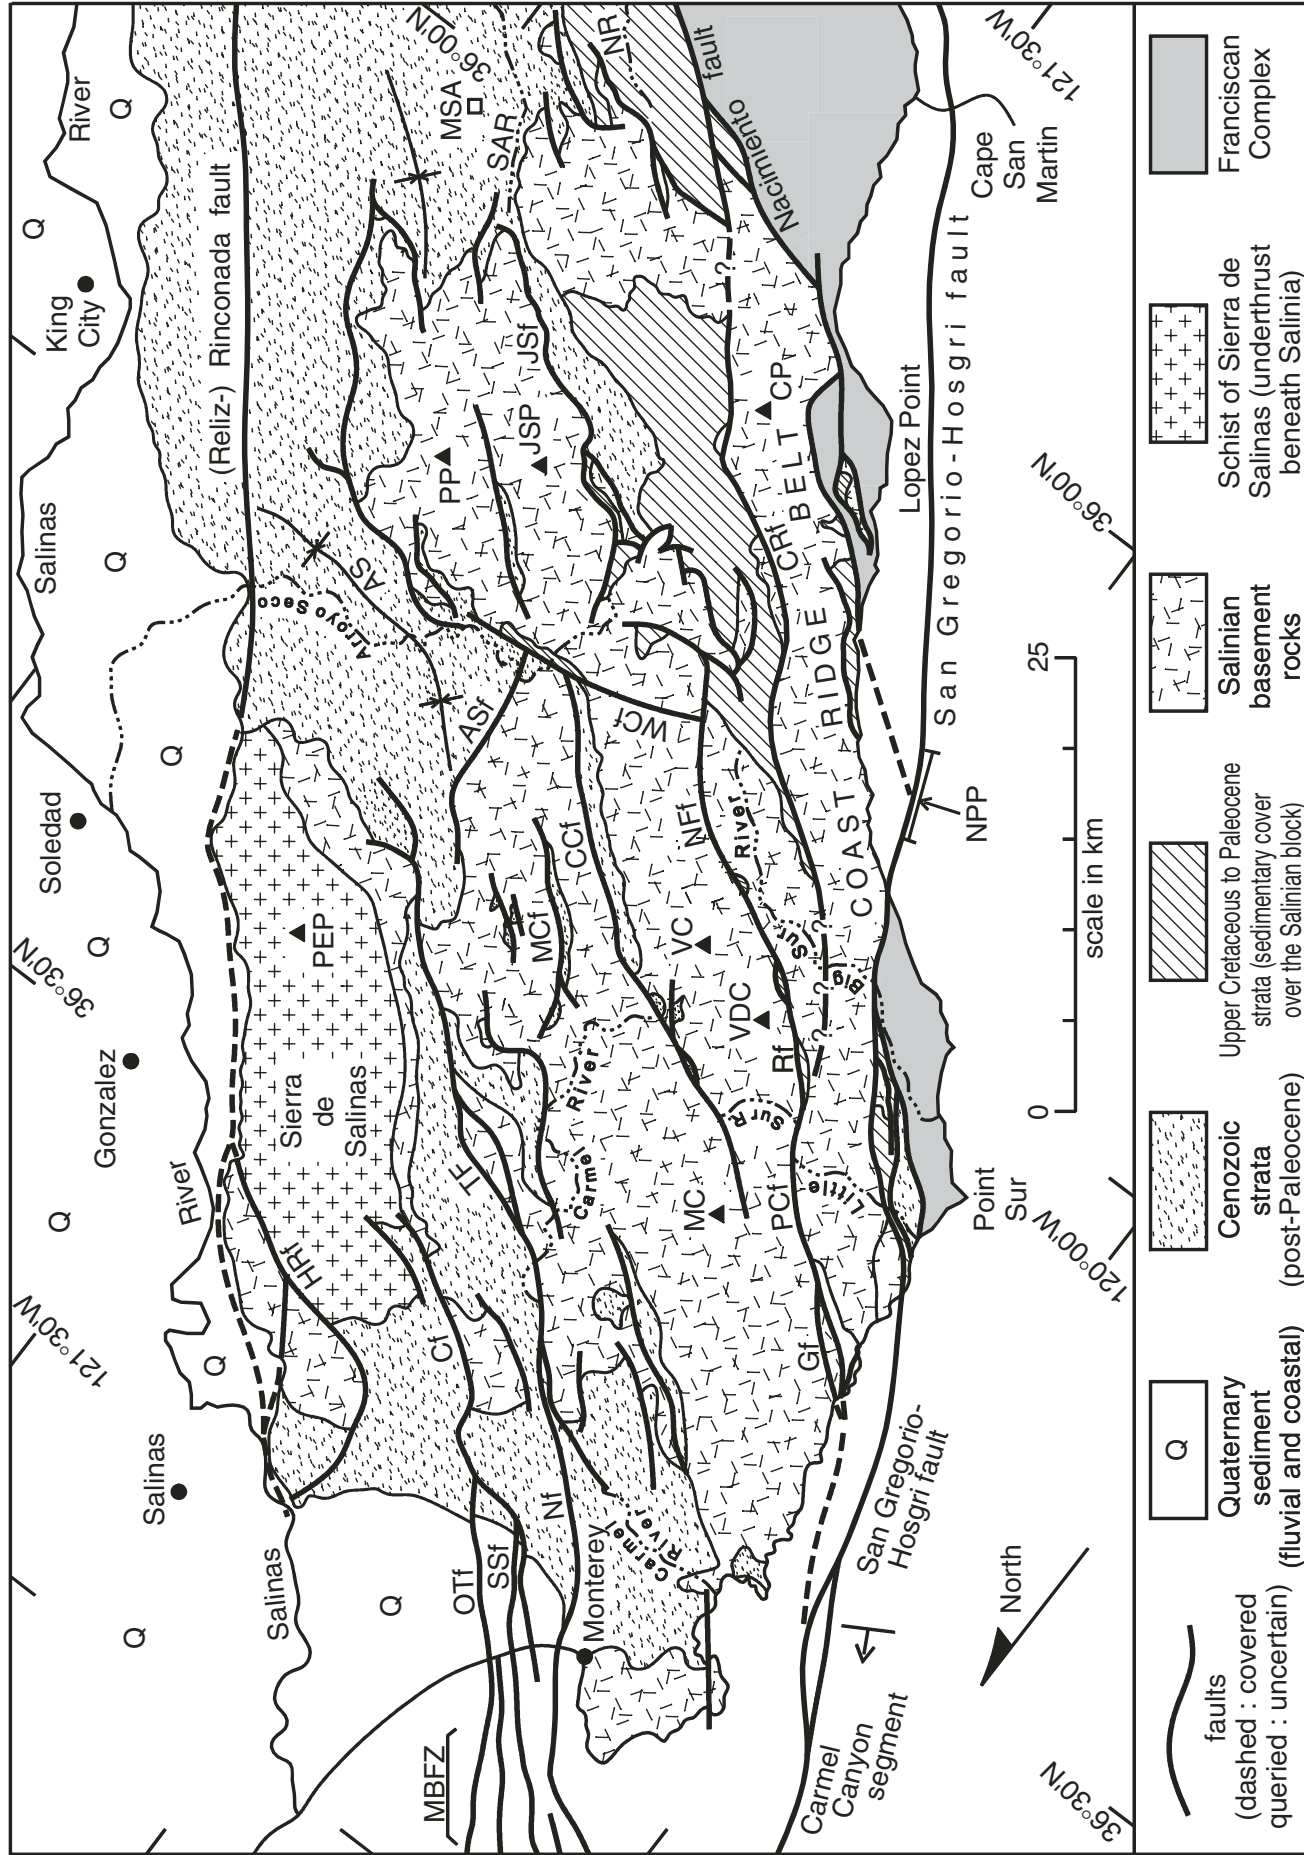 MBFZ
Q
Salinas
Salinas
Q
121°30'W
Q
Gonzalez
River
Q
36°30'N
Soledad
Q
Salinas
Q
King
City
Q
River
Q
(Reliz-) Rinconada fault
Q
OTf
SSf
Nf
Monterey
Cf
HRf
Sierra
de
Salinas
PEP
TF
ASf
AS
Arroyo Seco
MSA
36°00'N
SAR
NR
PP
JSP
JSf
MCf
CCf
WCf
NFf
Carmel
River
Carmel
River
VC
VDC
MC
PCf
Rf
Gf
Little
Sur R
Big
Sur
River
?
?
?
?
COAST RIDGE BELT
CRf
CP
Nacimiento
fault
Carmel
Canyon
segment
San Gregorio-
Hosgri fault
Point
Sur
NPP
San Gregorio-Hosgri fault
Lopez Point
Cape
San
Martin
121°30'W
36°30'N
North
120°00'W
0
25
scale in km
36°00'N
faults
(dashed : covered
queried : uncertain)
Q
Quaternary
sediment
(fluvial and coastal)
Cenozoic
strata
(post-Paleocene)
Upper Cretaceous to Paleocene
strata (sedimentary cover
over the Salinian block)
Salinian
basement
rocks
Schist of Sierra de
Salinas (underthrust
beneath Salinia)
Franciscan
Complex